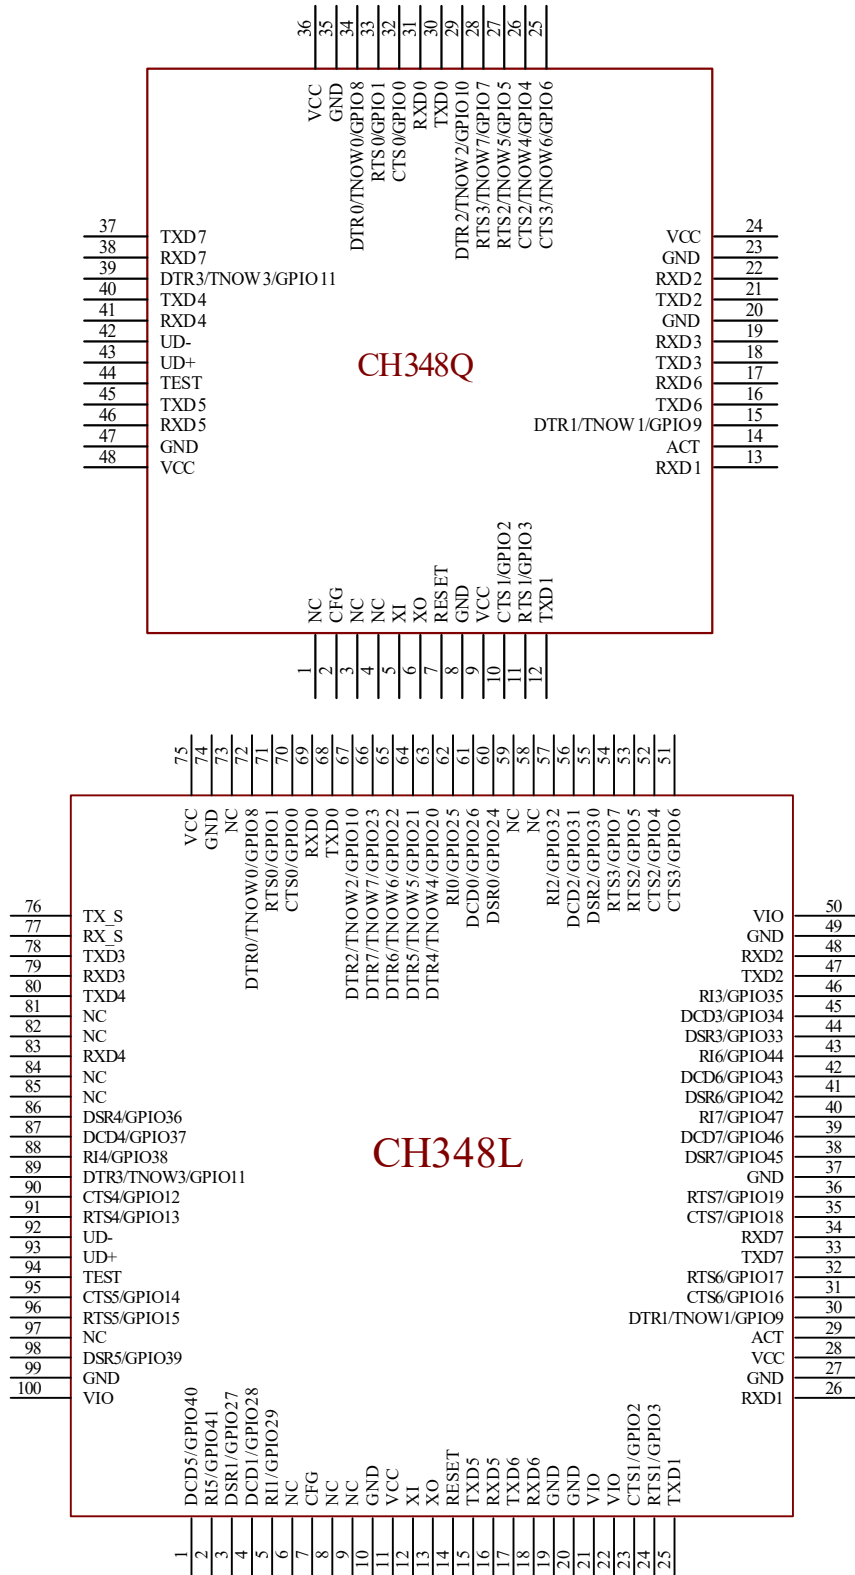 36 35 34 33 32 31 30 29 28 27 26 25
VCC
GND
DTR0/TNOW0/GPIO8
RTS0/GPIO1
CTS0/GPIO0
RXD0
TXD0
DTR2/TNOW2/GPIO10
RTS3/TNOW7/GPIO7
RTS2/TNOW5/GPIO5
CTS2/TNOW4/GPIO4
CTS3/TNOW6/GPIO6
37 TXD7
38 RXD7
39 DTR3/TNOW3/GPIO11
40 TXD4
41 RXD4
42 UD-
43 UD+
44 TEST
45 TXD5
46 RXD5
47 GND
48 VCC
CH348Q
VCC 24
GND 23
RXD2 22
TXD2 21
GND 20
RXD3 19
TXD3 18
RXD6 17
TXD6 16
DTR1/TNOW1/GPIO9 15
ACT 14
RXD1 13
NC
CFG
NC
NC
XI
XO
RESET
GND
VCC
CTS1/GPIO2
RTS1/GPIO3
TXD1
1 2 3 4 5 6 7 8 9 10 11 12
75 74 73 72 71 70 69 68 67 66 65 64 63 62 61 60 59 58 57 56 55 54 53 52 51
VCC
GND
NC
DTR0/TNOW0/GPIO8
RTS0/GPIO1
CTS0/GPIO0
RXD0
TXD0
DTR2/TNOW2/GPIO10
DTR7/TNOW7/GPIO23
DTR6/TNOW6/GPIO22
DTR5/TNOW5/GPIO21
DTR4/TNOW4/GPIO20
RI0/GPIO25
DCD0/GPIO26
DSR0/GPIO24
NC
NC
RI2/GPIO32
DCD2/GPIO31
DSR2/GPIO30
RTS3/GPIO7
RTS2/GPIO5
CTS2/GPIO4
CTS3/GPIO6
76 TX_S
77 RX_S
78 TXD3
79 RXD3
80 TXD4
81 NC
82 NC
83 RXD4
84 NC
85 NC
86 DSR4/GPIO36
87 DCD4/GPIO37
88 RI4/GPIO38
89 DTR3/TNOW3/GPIO11
90 CTS4/GPIO12
91 RTS4/GPIO13
92 UD-
93 UD+
94 TEST
95 CTS5/GPIO14
96 RTS5/GPIO15
97 NC
98 DSR5/GPIO39
99 GND
100 VIO
CH348L
VIO 50
GND 49
RXD2 48
TXD2 47
RI3/GPIO35 46
DCD3/GPIO34 45
DSR3/GPIO33 44
RI6/GPIO44 43
DCD6/GPIO43 42
DSR6/GPIO42 41
RI7/GPIO47 40
DCD7/GPIO46 39
DSR7/GPIO45 38
GND 37
RTS7/GPIO19 36
CTS7/GPIO18 35
RXD7 34
TXD7 33
RTS6/GPIO17 32
CTS6/GPIO16 31
DTR1/TNOW1/GPIO9 30
ACT 29
VCC 28
GND 27
RXD1 26
DCD5/GPIO40
RI5/GPIO41
DSR1/GPIO27
DCD1/GPIO28
RI1/GPIO29
NC
CFG
NC
NC
GND
VCC
XI
XO
RESET
TXD5
RXD5
TXD6
RXD6
GND
GND
VIO
VIO
CTS1/GPIO2
RTS1/GPIO3
TXD1
1 2 3 4 5 6 7 8 9 10 11 12 13 14 15 16 17 18 19 20 21 22 23 24 25